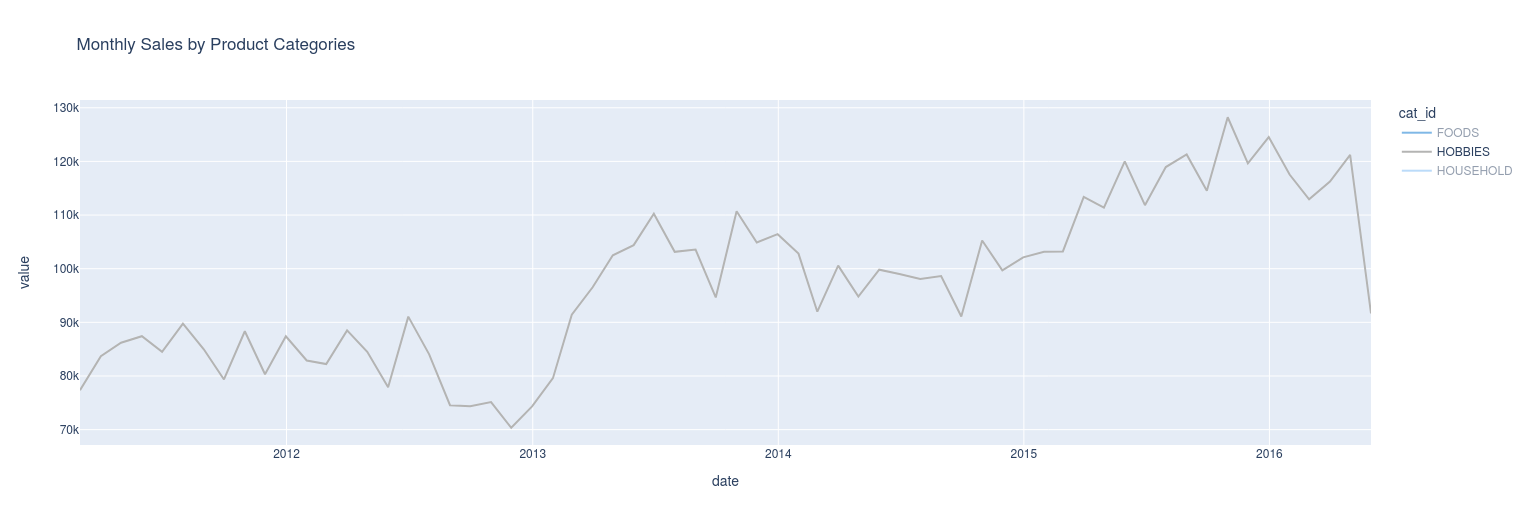 Monthly Sales by Product Categories
130k
120k
110k
100k
90k
80k
70k
value
2012 2013 2014 2015 2016
date
cat_id
FOODS
HOBBIES
HOUSEHOLD